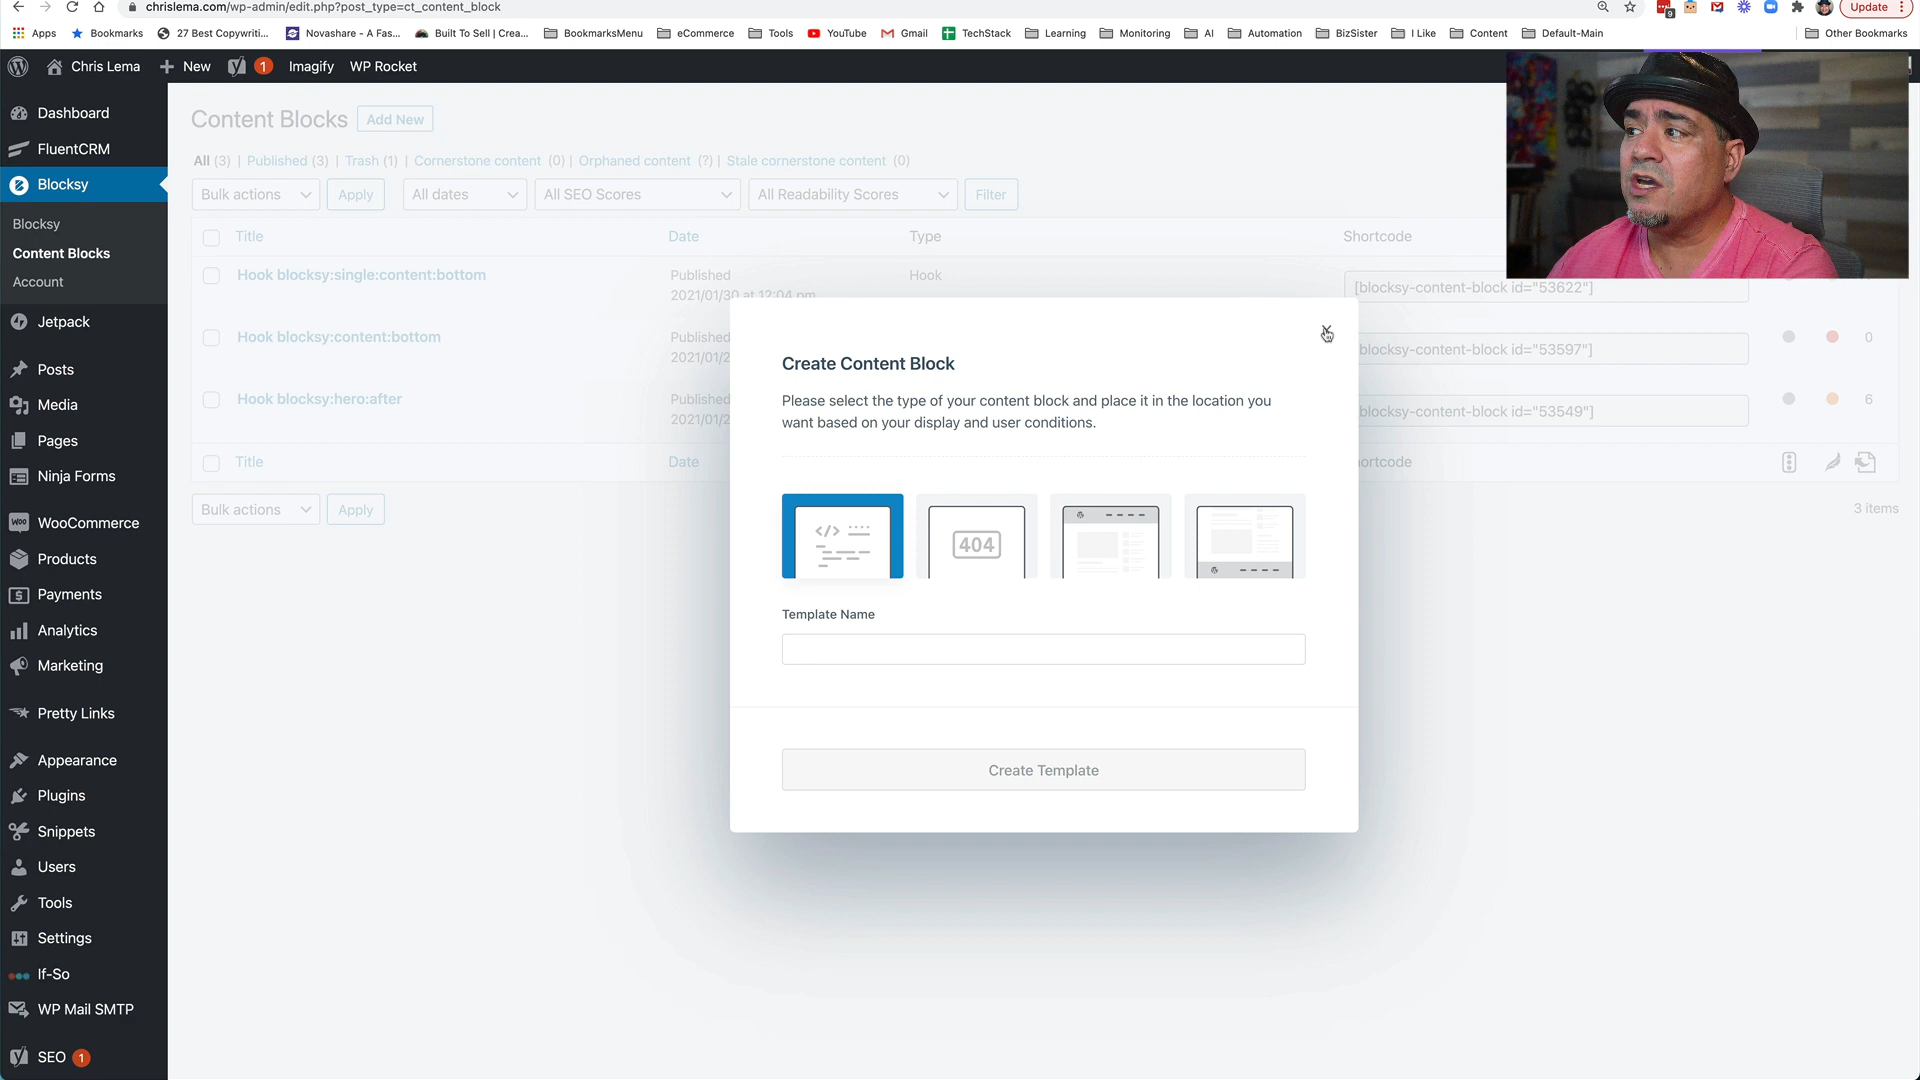 chrislema.com/wp-admin/edit.php?post_type=ct_content_block
9
Update
Apps
Bookmarks
27 Best Copywriti...
Novashare - A Fas...
Built To Sell | Crea...
BookmarksMenu
eCommerce
Tools
YouTube
Gmail
TechStack
Learning
Monitoring
AI
Automation
BizSister
I Like
Content
Default-Main
Other Bookmarks
Chris Lema
New
1
Imagify
WP Rocket
Dashboard
FluentCRM
Blocksy
Blocksy
Content Blocks
Account
Jetpack
Posts
Media
Pages
Ninja Forms
WooCommerce
Products
Payments
Analytics
Marketing
Pretty Links
Appearance
Plugins
Snippets
Users
Tools
Settings
If-So
WP Mail SMTP
SEO 1
Content Blocks
Add New
All (3) | Published (3) | Trash (1) | Cornerstone content (0) | Orphaned content (?) | Stale cornerstone content (0)
Bulk actions
Apply
All dates
All SEO Scores
All Readability Scores
Filter
Title
Date
Type
Shortcode
Hook blocksy:single:content:bottom
Published
2021/01/30 at 12:04 pm
Hook
[blocksy-content-block id="53622"]
Hook blocksy:content:bottom
Published
2021/01/2
blocksy-content-block id="53597"]
0
Hook blocksy:hero:after
Published
2021/01/2
blocksy-content-block id="53549"]
6
Title
Date
ortcode
Bulk actions
Apply
3 items
Create Content Block
Please select the type of your content block and place it in the location you
want based on your display and user conditions.
</>
404
Template Name
Create Template